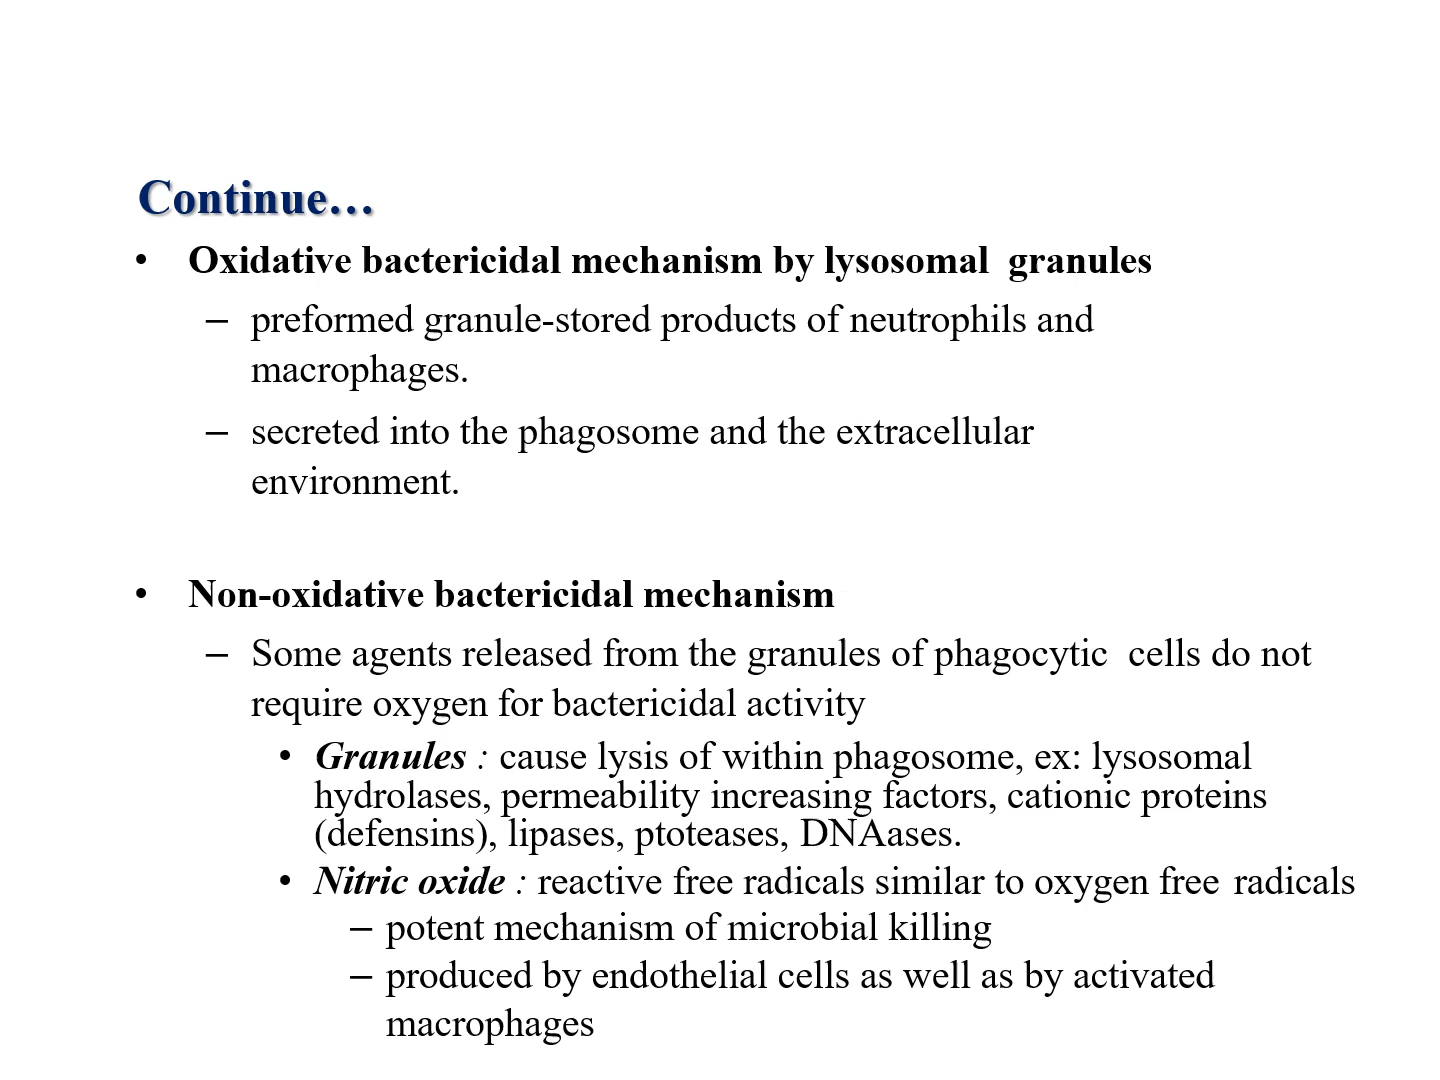 Continue…
• Oxidative bactericidal mechanism by lysosomal granules
– preformed granule-stored products of neutrophils and
macrophages.
– secreted into the phagosome and the extracellular
environment.
• Non-oxidative bactericidal mechanism
– Some agents released from the granules of phagocytic cells do not
require oxygen for bactericidal activity
• Granules : cause lysis of within phagosome, ex: lysosomal
hydrolases, permeability increasing factors, cationic proteins
(defensins), lipases, ptoteases, DNAases.
• Nitric oxide : reactive free radicals similar to oxygen free radicals
– potent mechanism of microbial killing
– produced by endothelial cells as well as by activated
macrophages